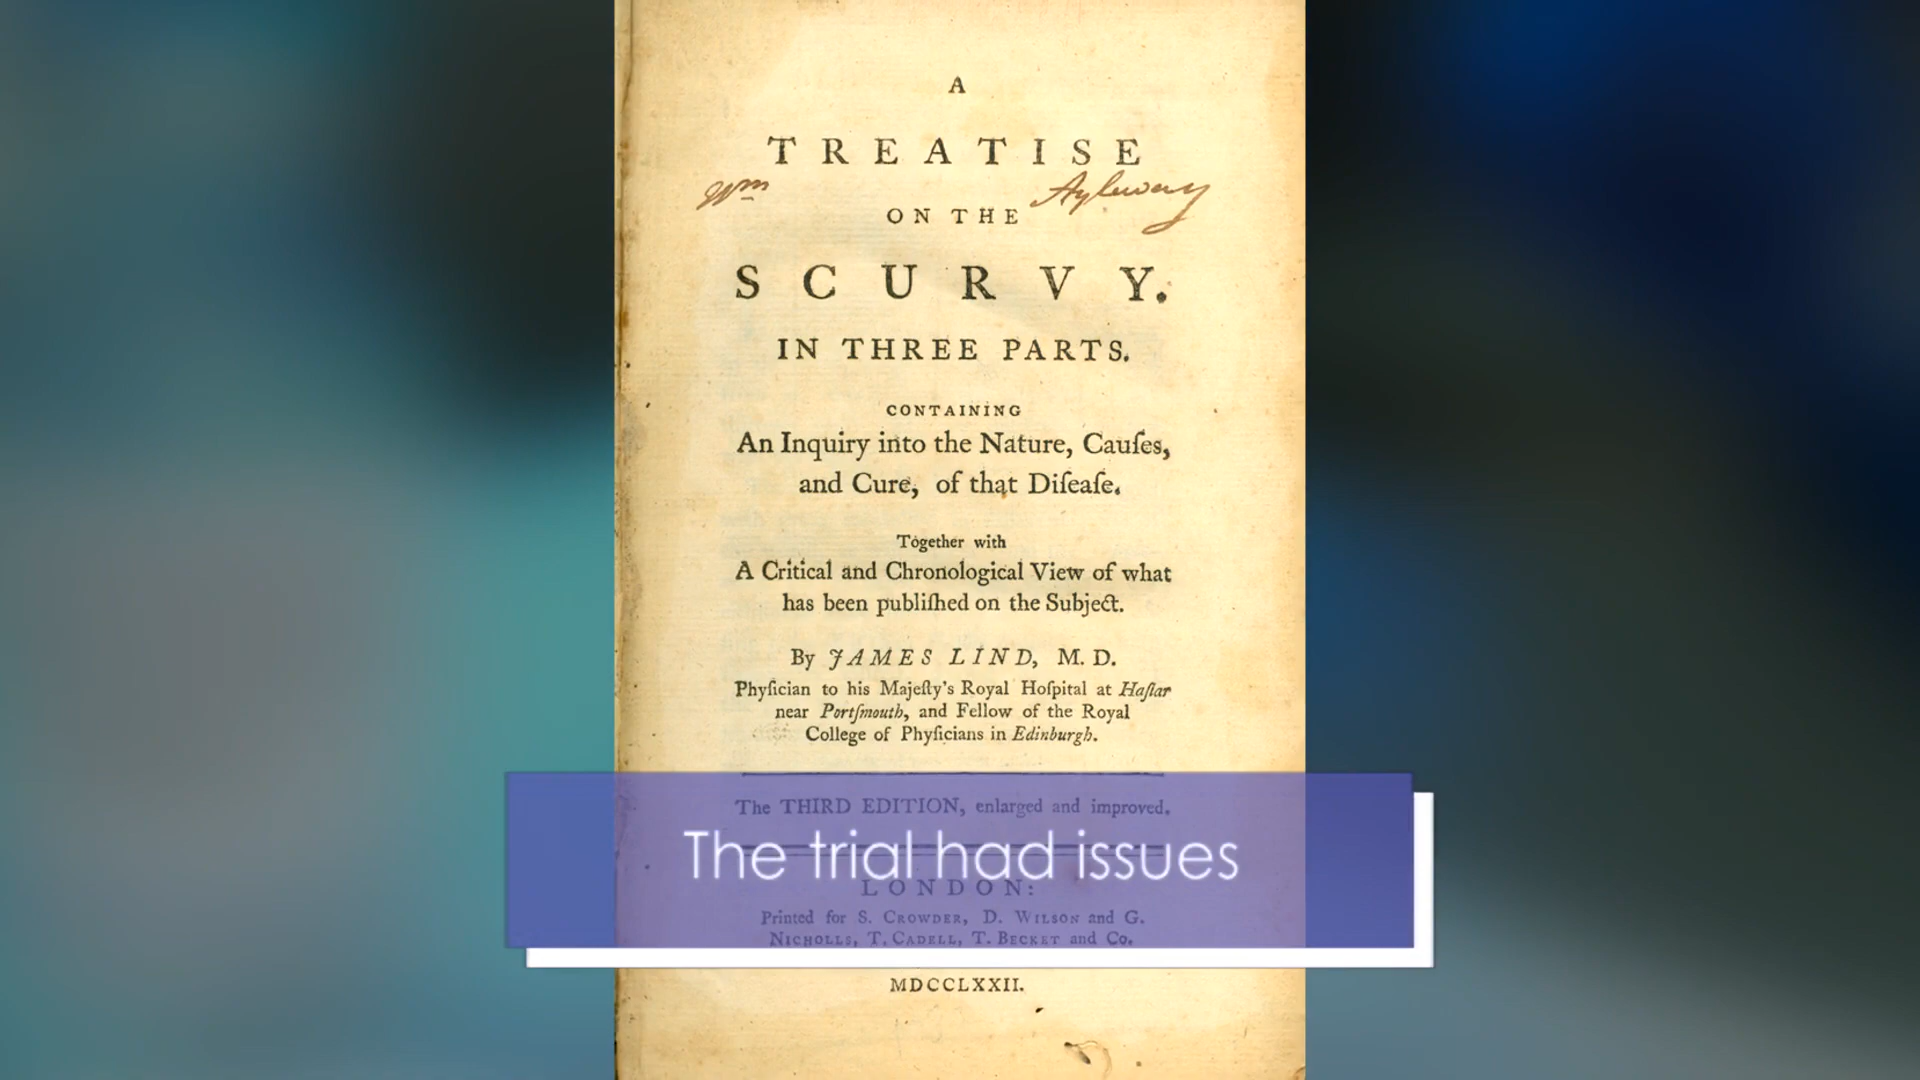 A
TREATISE
Wm Aylward
ON THE
SCURVY.
IN THREE PARTS.
CONTAINING
An Inquiry into the Nature, Cauſes,
and Cure, of that Diſeaſe.
Together with
A Critical and Chronological View of what
has been publiſhed on the Subject.
By JAMES LIND, M. D.
Phyſician to his Majeſty's Royal Hoſpital at Haſlar
near Portſmouth, and Fellow of the Royal
College of Phyſicians in Edinburgh.
The THIRD EDITION, enlarged and improved.
The trial had issues
LONDON:
Printed for S. CROWDER, D. WILSON and G.
NICHOLLS, T. CADELL, T. BECKET and Co.
MDCCLXXII.